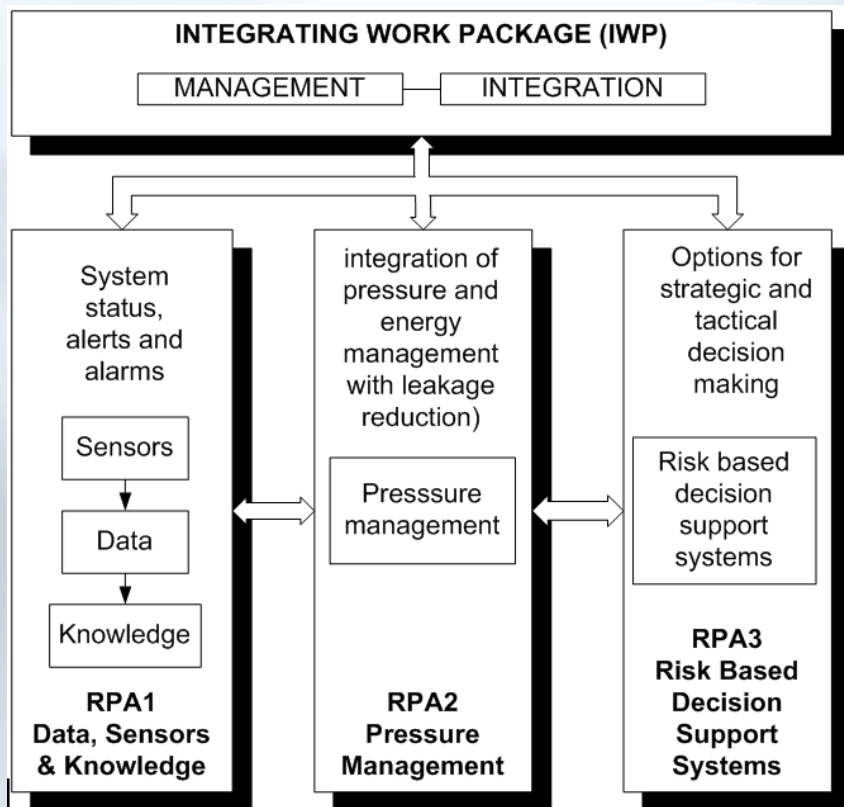 INTEGRATING WORK PACKAGE (IWP)
MANAGEMENT
INTEGRATION
System
status,
alerts and
alarms
Sensors
Data
Knowledge
RPA1
Data, Sensors
& Knowledge
integration of
pressure and
energy
management
with leakage
reduction)
Presssure
management
RPA2
Pressure
Management
Options for
strategic and
tactical
decision
making
Risk based
decision
support
systems
RPA3
Risk Based
Decision
Support
Systems